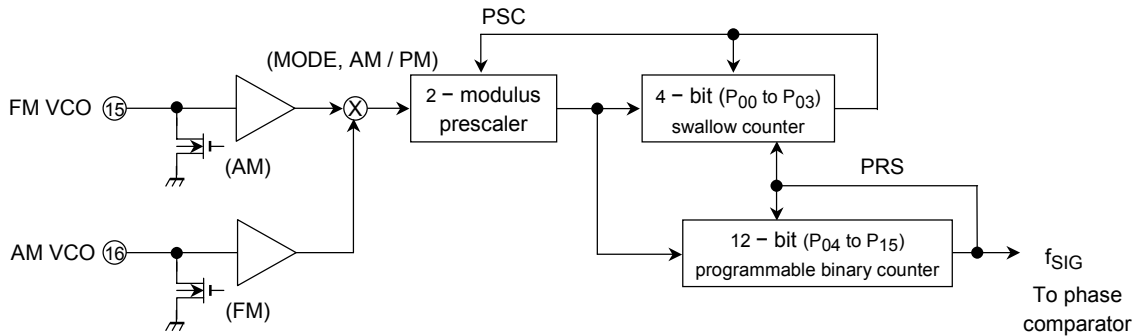 PSC
(MODE, AM / PM)
FM VCO 15
2 – modulus
prescaler
4 – bit (P00 to P03)
swallow counter
(AM)
PRS
AM VCO 16
12 – bit (P04 to P15)
programmable binary counter
fSIG
(FM)
To phase
comparator